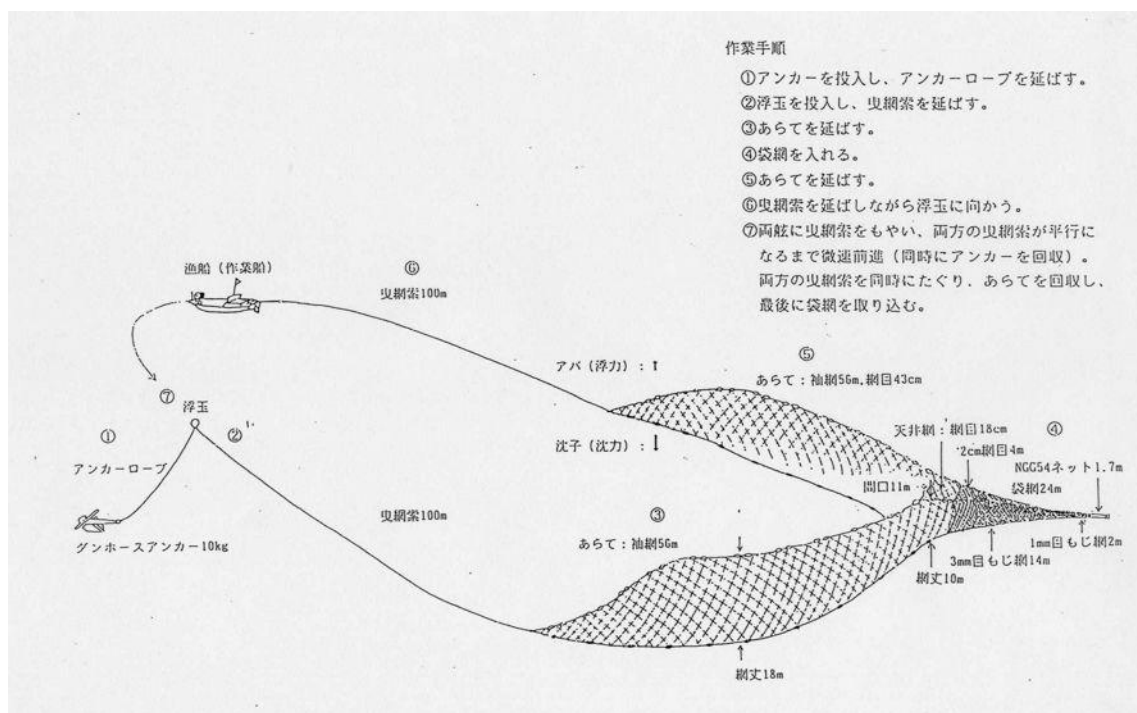 作業手順
①アンカーを投入し、アンカーロープを延ばす。
②浮玉を投入し、曳網索を延ばす。
③あらてを延ばす。
④袋網を入れる。
⑤あらてを延ばす。
⑥曳網索を延ばしながら浮玉に向かう。
⑦両舷に曳網索をもやい、両方の曳網索が平行に
なるまで微速前進（同時にアンカーを回収）。
両方の曳網索を同時にたぐり、あらてを回収し、
最後に袋網を取り込む。
漁船（作業船）
⑥
曳網索100m
⑤
アバ（浮力）：↑
あらて：袖網56m,網目43cm
⑦
浮玉
①
②
アンカーロープ
沈子（沈力）：↓
天井網：網目18cm
④
2cm網目4m
NGG54ネット1.7m
間口11m
袋網24m
曳網索100m
③
グンホースアンカー10kg
あらて：袖網56m
1mm目もじ網2m
3mm目もじ網14m
網丈10m
網丈18m